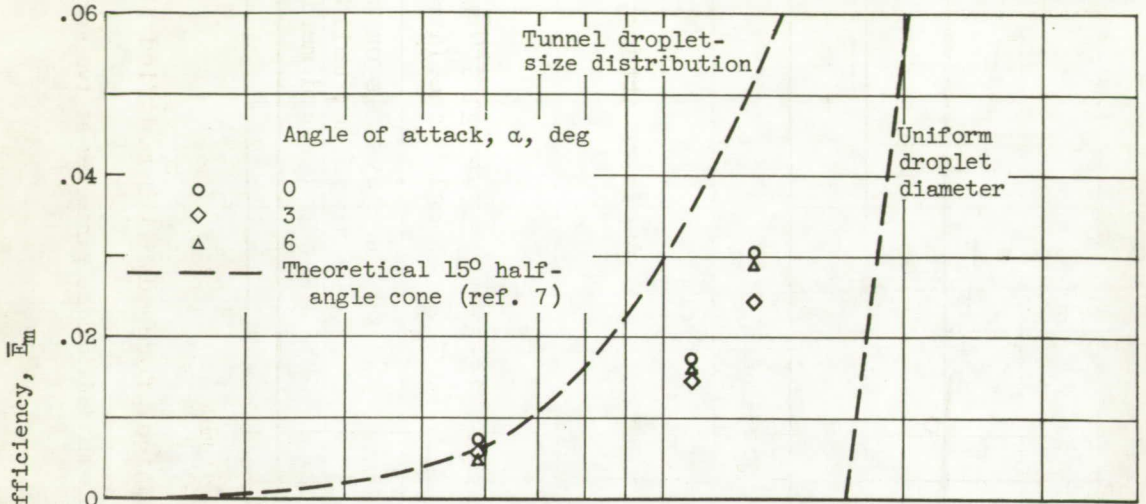 .06
Tunnel droplet-
size distribution
Angle of attack, α, deg
Uniform
droplet
diameter
.04
0
3
6
Theoretical 15° half-
angle cone (ref. 7)
.02
fficiency, E̅m
0